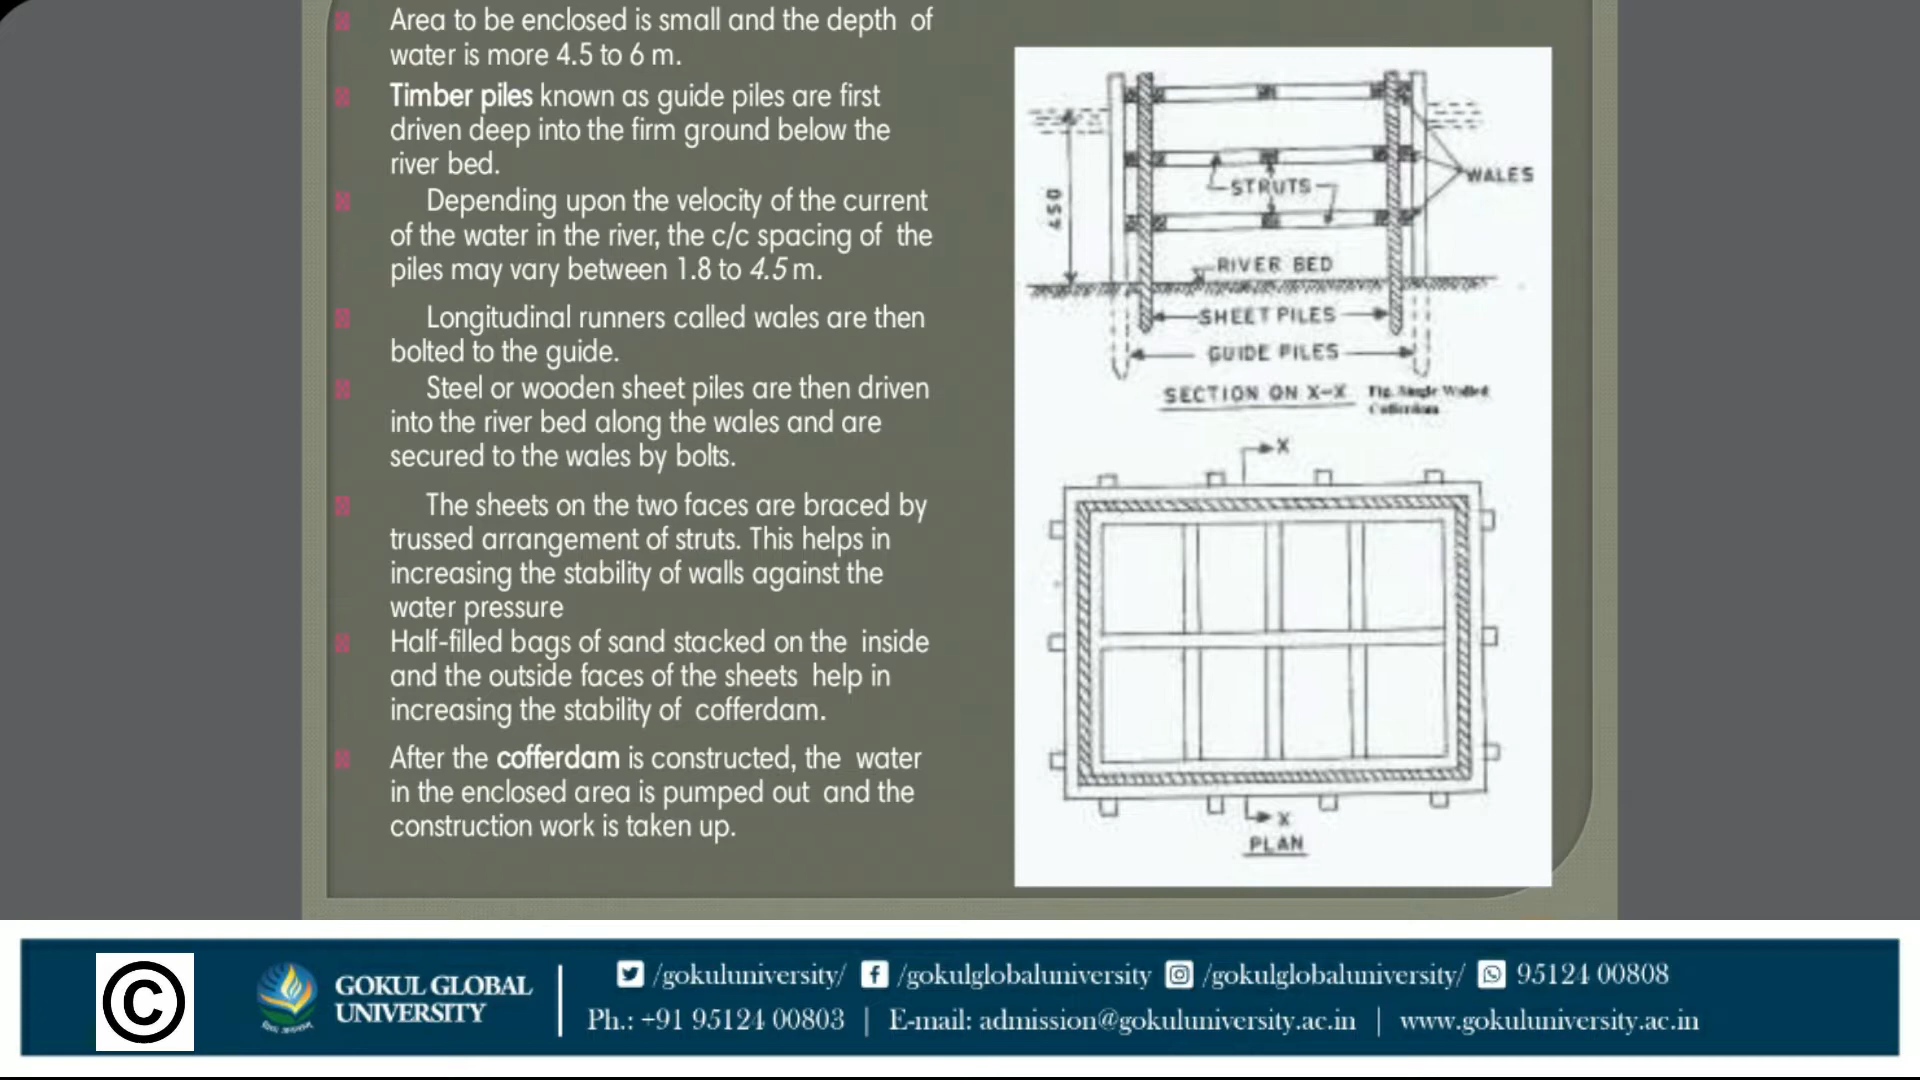 Area to be enclosed is small and the depth of
water is more 4.5 to 6 m.
Timber piles known as guide piles are first
driven deep into the firm ground below the
river bed.
Depending upon the velocity of the current
of the water in the river, the c/c spacing of the
piles may vary between 1.8 to 4.5 m.
Longitudinal runners called wales are then
bolted to the guide.
Steel or wooden sheet piles are then driven
into the river bed along the wales and are
secured to the wales by bolts.
The sheets on the two faces are braced by
trussed arrangement of struts. This helps in
increasing the stability of walls against the
water pressure
Half-filled bags of sand stacked on the inside
and the outside faces of the sheets help in
increasing the stability of cofferdam.
After the cofferdam is constructed, the water
in the enclosed area is pumped out and the
construction work is taken up.
WALES
STRUTS
450
RIVER BED
SHEET PILES
GUIDE PILES
SECTION ON X-X
Fig. Single Walled
Cofferdam
X
X
PLAN
©
GOKUL GLOBAL
UNIVERSITY
/gokuluniversity/ /gokulglobaluniversity /gokulglobaluniversity/ 95124 00808
Ph.: +91 95124 00803 | E-mail: admission@gokuluniversity.ac.in | www.gokuluniversity.ac.in